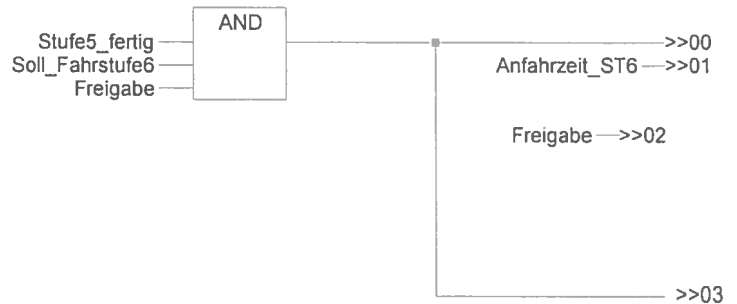 AND
Stufe5_fertig
>>00
Soll_Fahrstufe6
Anfahrzeit_ST6 >>01
Freigabe
Freigabe >>02
>>03